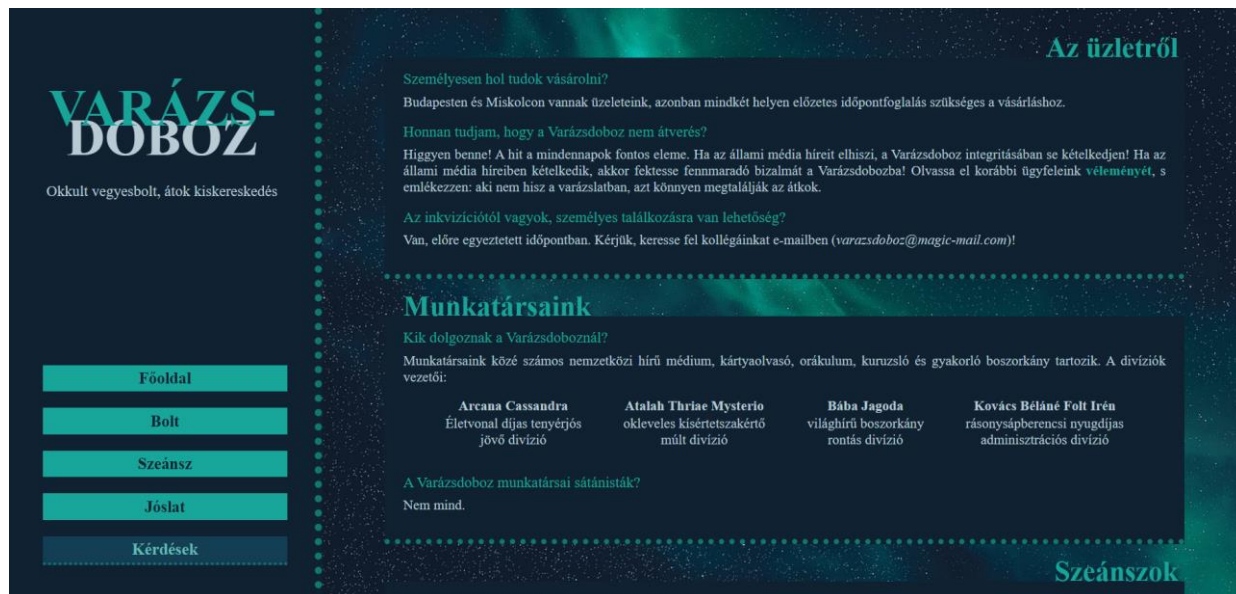 VARÁZS-
DOBOZ
Okkult vegyesbolt, átok kiskereskedés
Főoldal
Bolt
Szeánsz
Jóslat
Kérdések
Az üzletről
Személyesen hol tudok vásárolni?
Budapesten és Miskolcon vannak üzleteink, azonban mindkét helyen előzetes időpontfoglalás szükséges a vásárláshoz.
Honnan tudjam, hogy a Varázsdoboz nem átverés?
Higgyen benne! A hit a mindennapok fontos eleme. Ha az állami média híreit elhiszi, a Varázsdoboz integritásában se kételkedjen! Ha az
állami média híreiben kételkedik, akkor fektesse fennmaradó bizalmát a Varázsdobozba! Olvassa el korábbi ügyfeleink véleményét, s
emlékezzen: aki nem hisz a varázslatban, azt könnyen megtalálják az átkok.
Az inkvizíciótól vagyok, személyes találkozásra van lehetőség?
Van, előre egyeztetett időpontban. Kérjük, keresse fel kollégáinkat e-mailben (varazsdoboz@magic-mail.com)!
Munkatársaink
Kik dolgoznak a Varázsdoboznál?
Munkatársaink közé számos nemzetközi hírű médium, kártyaolvasó, orákulum, kuruzsló és gyakorló boszorkány tartozik. A divíziók
vezetői:
Arcana Cassandra
Életvonal díjas tenyérjós
jövő divízió
Atalah Thriae Mysterio
okleveles kísértetszakértő
múlt divízió
Bába Jagoda
világhírű boszorkány
rontás divízió
Kovács Béláné Folt Irén
rásonysápberencsi nyugdíjas
adminisztrációs divízió
A Varázsdoboz munkatársai sátánisták?
Nem mind.
Szeánszok